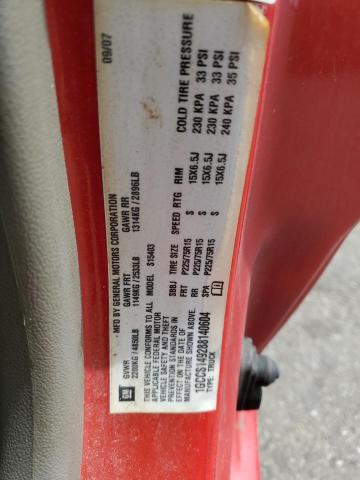 MFD BY GENERAL MOTORS CORPORATION 09/07
GVWR GAWR FRT GAWR RR
2200KG / 4850LB 1149KG / 2533LB 1314KG / 2896LB
THIS VEHICLE CONFORMS TO ALL S15403
APPLICABLE FEDERAL MOTOR
VEHICLE SAFETY AND THEFT
PREVENTION STANDARDS IN
EFFECT ON THE DATE OF
MANUFACTURE SHOWN ABOVE.
1GCCS149288140604
TYPE: TRUCK
SBBJ TIRE SIZE SPEED RTG RIM COLD TIRE PRESSURE
FRT P225/75R15 S 15X6.5J 230 KPA 33 PSI
RR P225/75R15 S 15X6.5J 230 KPA 33 PSI
SPA P225/75R15 S 15X6.5J 240 KPA 35 PSI
GM